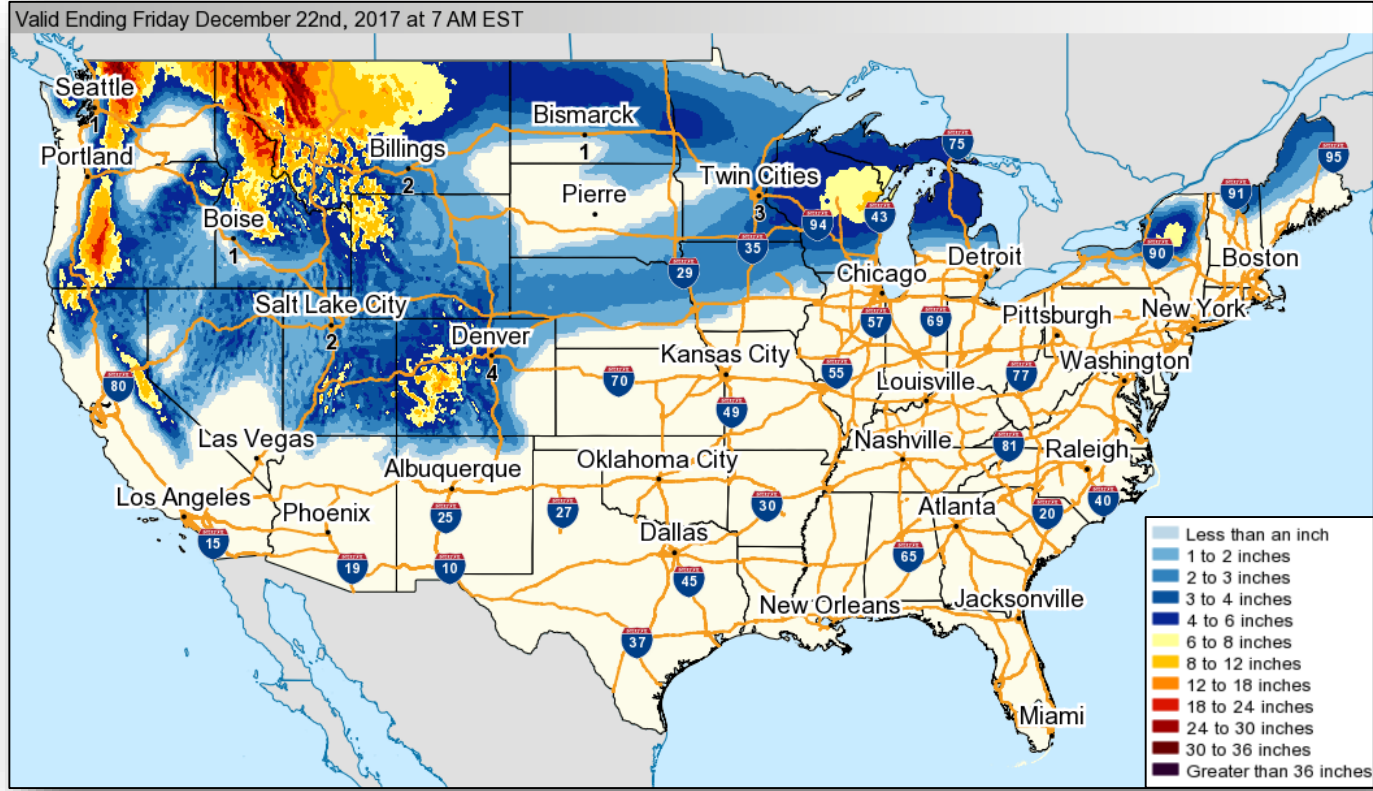 Valid Ending Friday December 22nd, 2017 at 7 AM EST
Seattle
1
Portland
Boise
1
Billings
2
Bismarck
1
Pierre
Twin Cities
3
75
95
91
94
43
35
29
90
Boston
Chicago
Detroit
Salt Lake City
2
Denver
4
57
69
Pittsburgh
New York
Washington
80
70
Kansas City
55
77
Louisville
49
Las Vegas
Albuquerque
Oklahoma City
Nashville
81
Raleigh
Los Angeles
Phoenix
25
27
30
Atlanta
20
40
15
19
10
Dallas
45
65
New Orleans
Jacksonville
37
Miami
Less than an inch
1 to 2 inches
2 to 3 inches
3 to 4 inches
4 to 6 inches
6 to 8 inches
8 to 12 inches
12 to 18 inches
18 to 24 inches
24 to 30 inches
30 to 36 inches
Greater than 36 inches